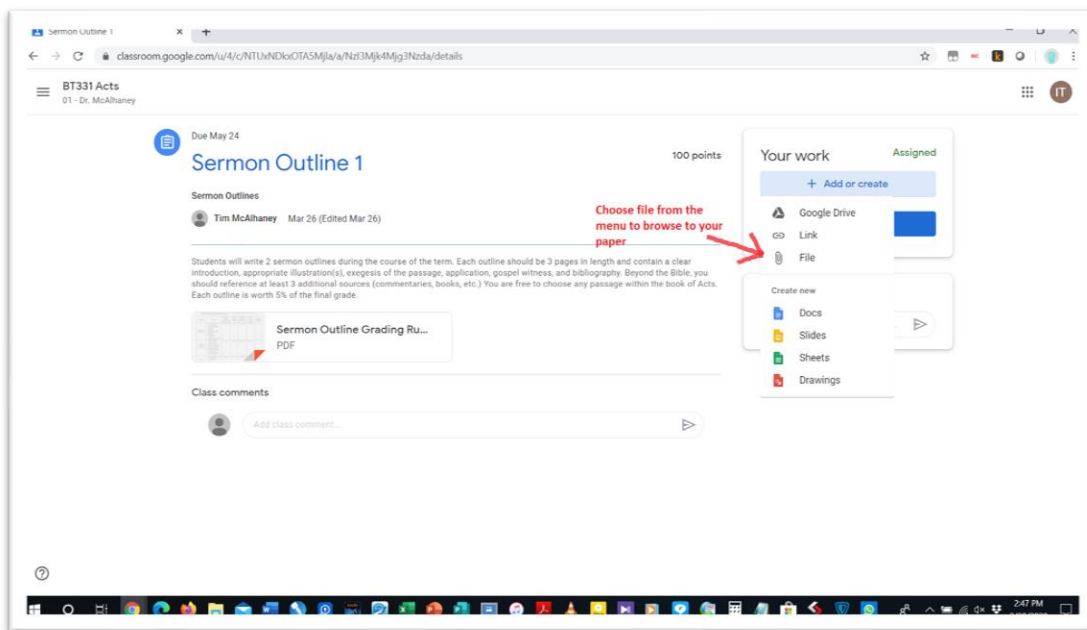 Sermon Outline 1
classroom.google.com/u/4/c/NTUxNDkxOTA5Mjla/a/NzI3Mjk4Mjg3Nzda/details
BT331 Acts
01 - Dr. McAlhaney
IT
Due May 24
Sermon Outline 1
100 points
Sermon Outlines
Tim McAlhaney Mar 26 (Edited Mar 26)
Students will write 2 sermon outlines during the course of the term. Each outline should be 3 pages in length and contain a clear
introduction, appropriate illustration(s), exegesis of the passage, application, gospel witness, and bibliography. Beyond the Bible, you
should reference at least 3 additional sources (commentaries, books, etc.) You are free to choose any passage within the book of Acts.
Each outline is worth 5% of the final grade.
Sermon Outline Grading Ru...
PDF
Class comments
Add class comment...
Your work
Assigned
+ Add or create
Google Drive
Link
File
Create new
Docs
Slides
Sheets
Drawings
Choose file from the
menu to browse to your
paper
2:47 PM